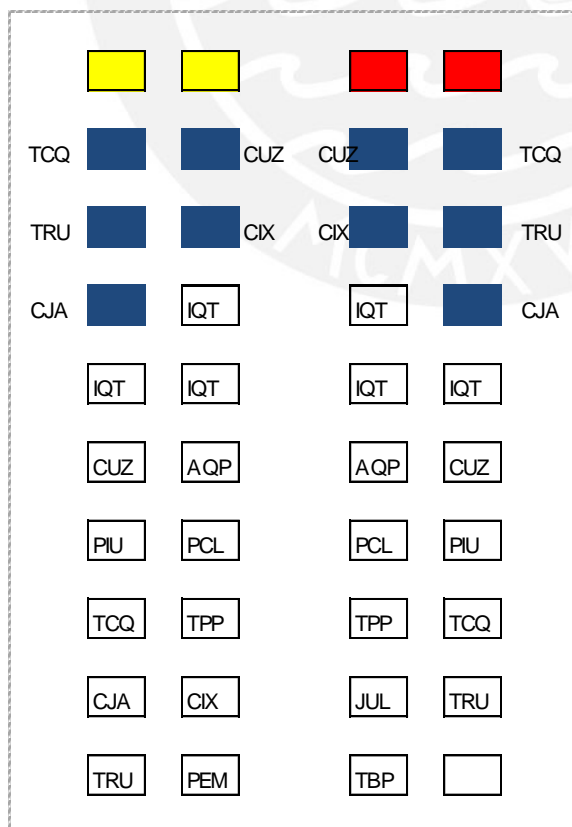 TCQ CUZ CUZ TCQ
TRU CIX CIX TRU
CJA IQT IQT CJA
IQT IQT IQT IQT
CUZ AQP AQP CUZ
PIU PCL PCL PIU
TCQ TPP TPP TCQ
CJA CIX JUL TRU
TRU PEM TBP
MCMXV